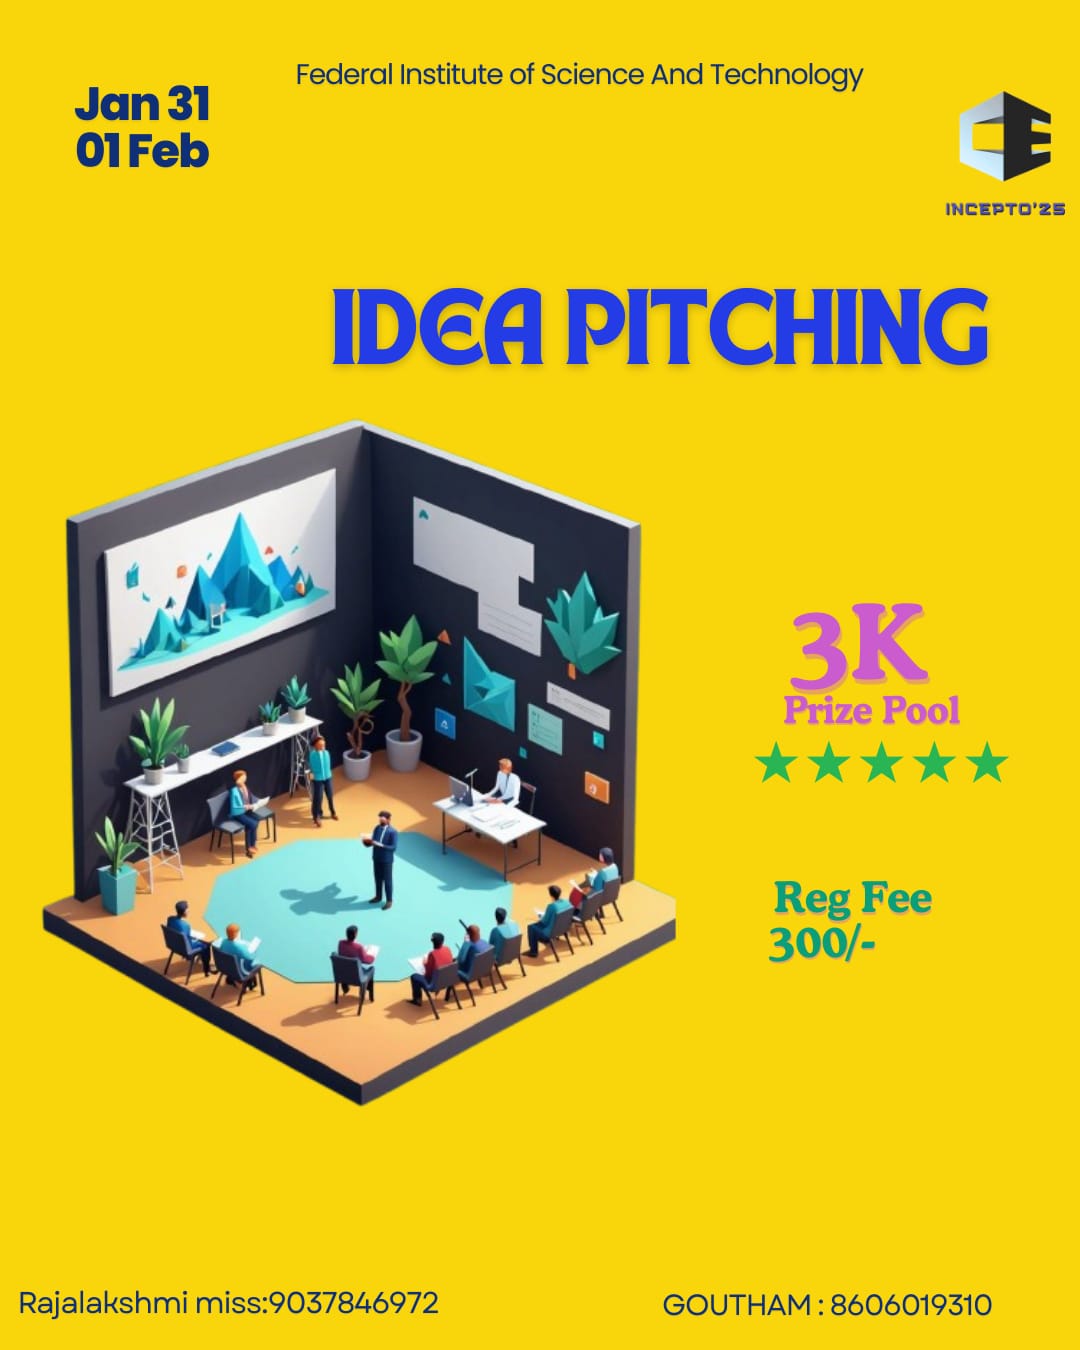 Federal Institute of Science And Technology
Jan 31
01 Feb
INCEPTO'25
IDEA PITCHING
3K
Prize Pool
Reg Fee
300/-
Rajalakshmi miss:9037846972
GOUTHAM : 8606019310